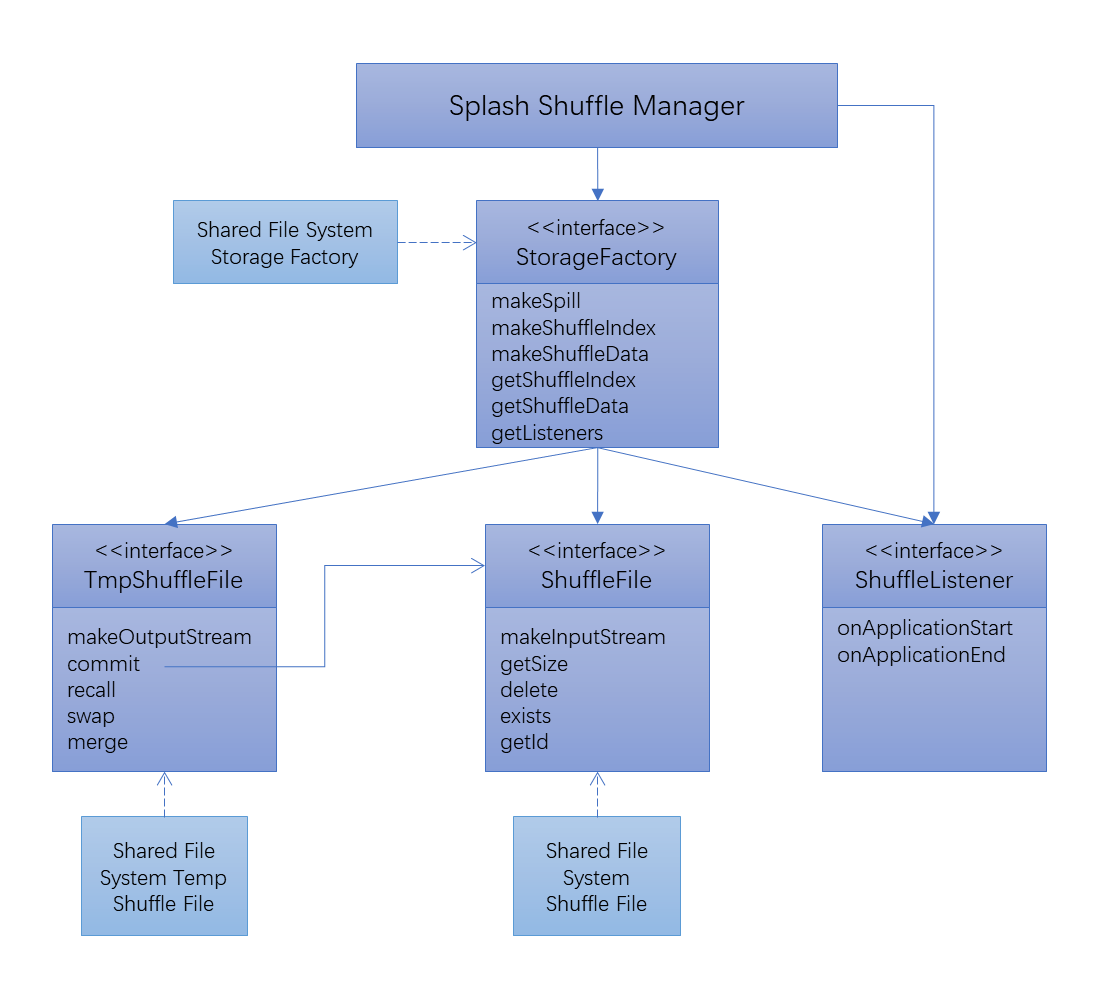 Splash Shuffle Manager
Shared File System
Storage Factory
<<interface>>
StorageFactory
makeSpill
makeShuffleIndex
makeShuffleData
getShuffleIndex
getShuffleData
getListeners
<<interface>>
TmpShuffleFile
makeOutputStream
commit
recall
swap
merge
<<interface>>
ShuffleFile
makeInputStream
getSize
delete
exists
getId
<<interface>>
ShuffleListener
onApplicationStart
onApplicationEnd
Shared File
System Temp
Shuffle File
Shared File
System
Shuffle File